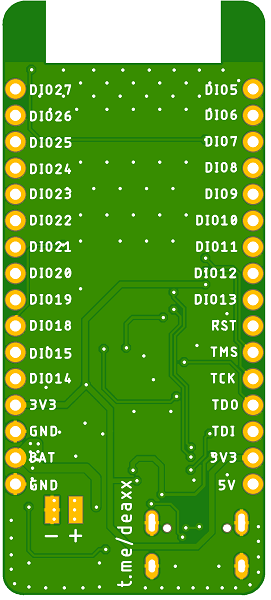 DIO27 DIO5
DIO26 DIO6
DIO25 DIO7
DIO24 DIO8
DIO23 DIO9
DIO22 DIO10
DIO21 DIO11
DIO20 DIO12
DIO19 DIO13
DIO18 RST
DIO15 TMS
DIO14 TCK
3V3 TDO
GND TDI
BAT 3V3
GND 5V
- +
t.me/deaxx